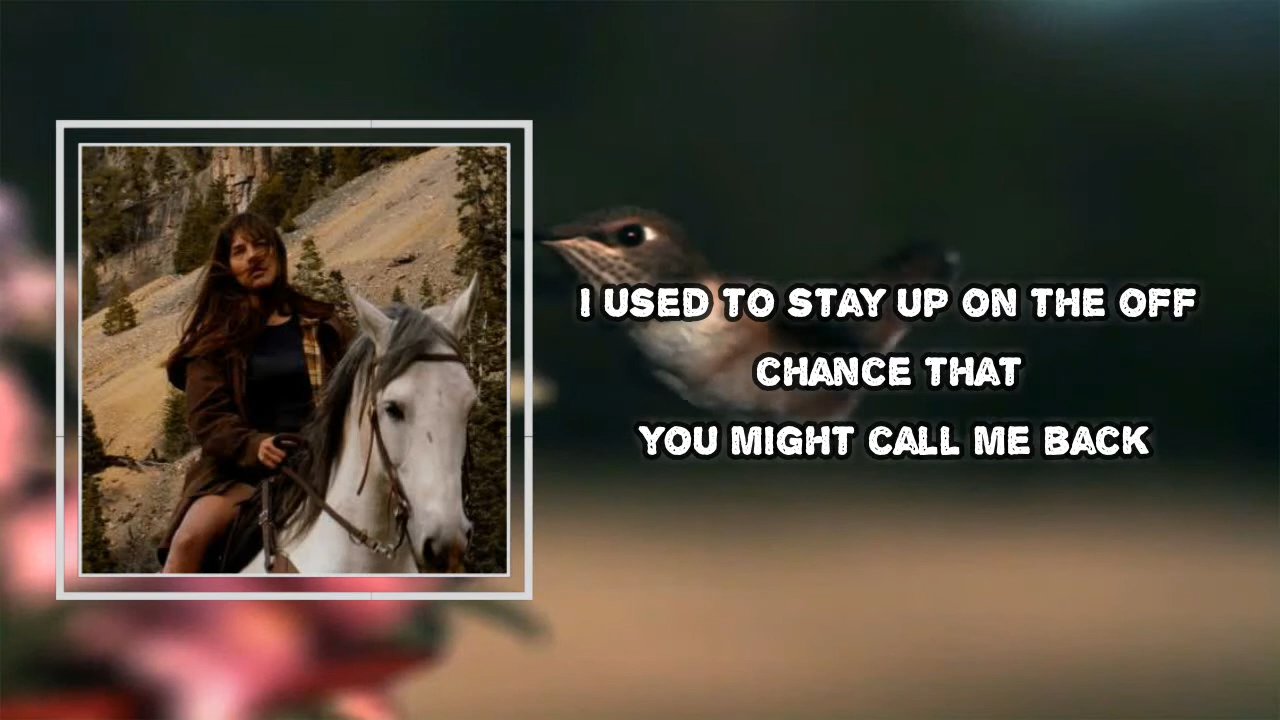 I USED TO STAY UP ON THE OFF
CHANCE THAT
YOU MIGHT CALL ME BACK